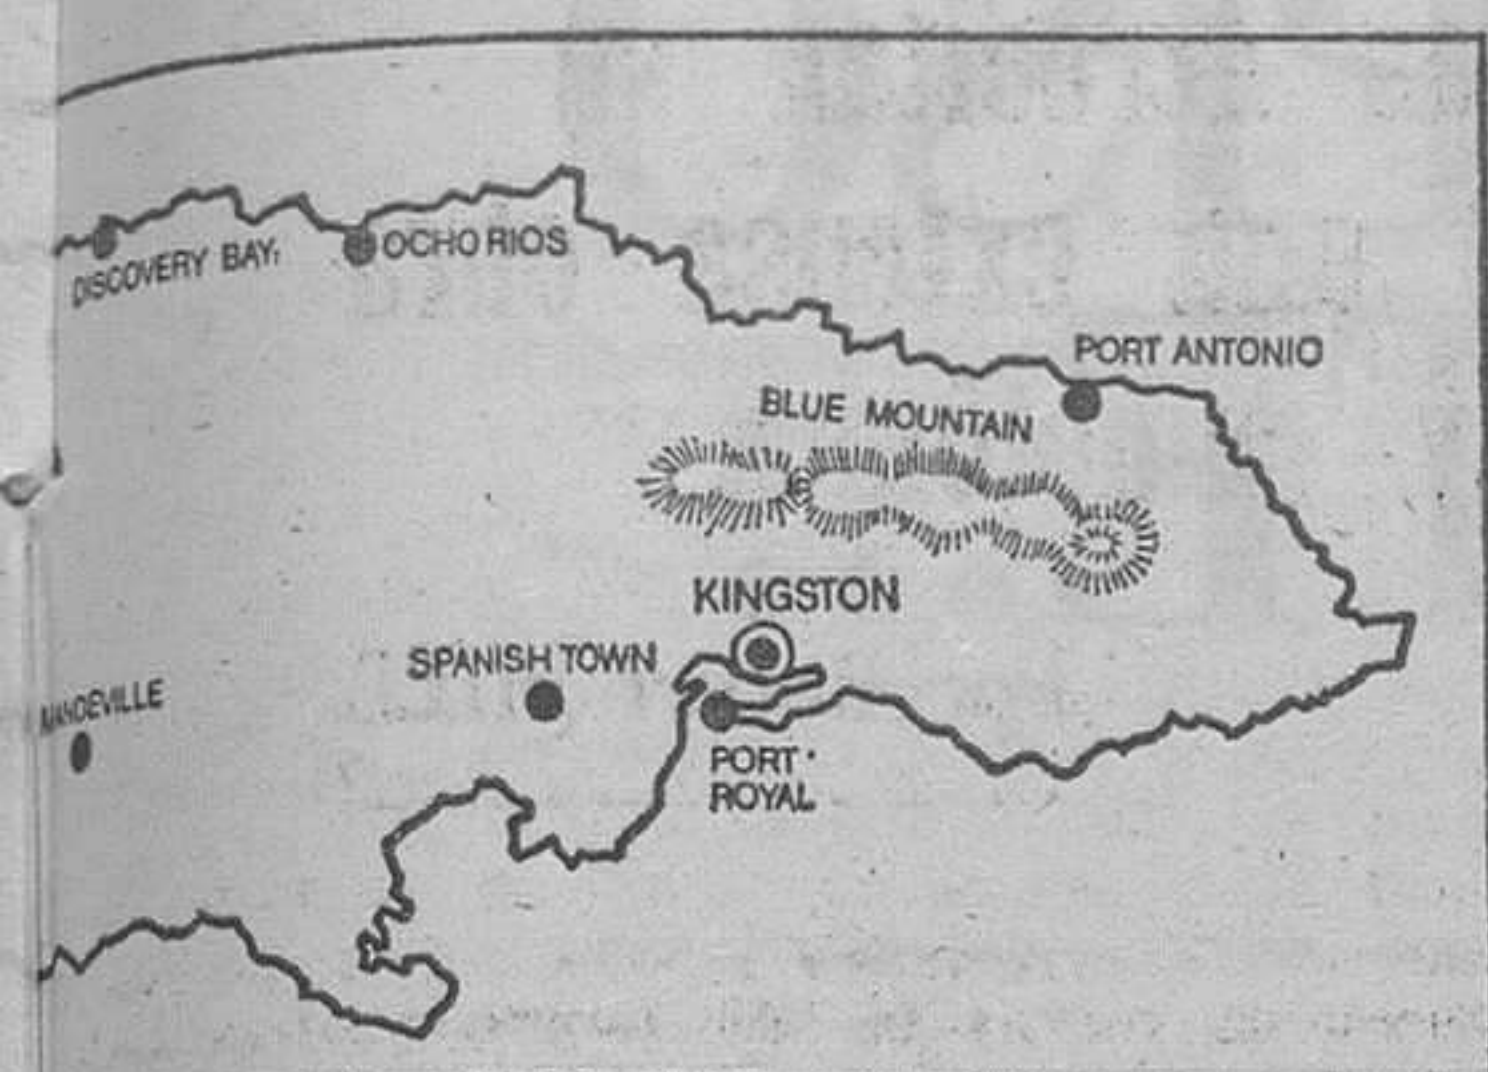 DISCOVERY BAY
OCHO RIOS
PORT ANTONIO
BLUE MOUNTAIN
KINGSTON
SPANISH TOWN
MANDEVILLE
PORT
ROYAL